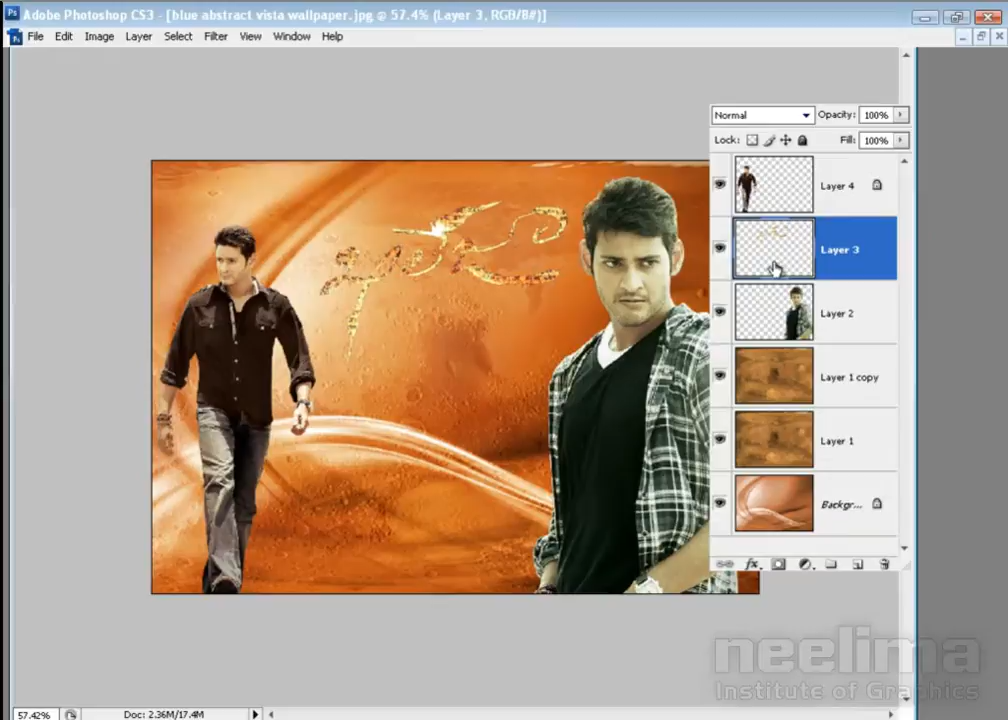 Adobe Photoshop CS3 - [blue abstract vista wallpaper.]jpg @ 57.4% (Layer 3, RGB/8#)]
File Edit Image Layer Select Filter View Window Help
Normal Opacity: 100%
Lock: Fill: 100%
Layer 4
Layer 3
Layer 2
Layer 1 copy
Layer 1
Backgr...
neelima
Institute of Graphics
57.42% Doc: 2.36M/17.4M